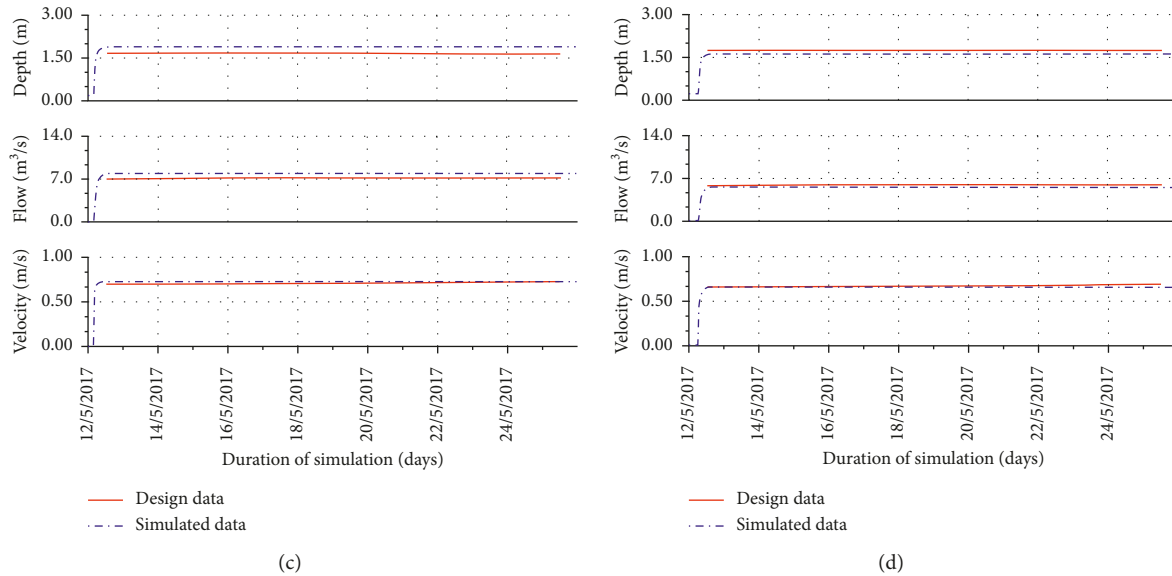 Depth (m)
3.00
1.50
0.00
Flow (m³/s)
14.0
7.0
0.0
Velocity (m/s)
1.00
0.50
0.00
12/5/2017
14/5/2017
16/5/2017
18/5/2017
20/5/2017
22/5/2017
24/5/2017
Duration of simulation (days)
Design data
Simulated data
(c)
Depth (m)
3.00
1.50
0.00
Flow (m³/s)
14.0
7.0
0.0
Velocity (m/s)
1.00
0.50
0.00
12/5/2017
14/5/2017
16/5/2017
18/5/2017
20/5/2017
22/5/2017
24/5/2017
Duration of simulation (days)
Design data
Simulated data
(d)